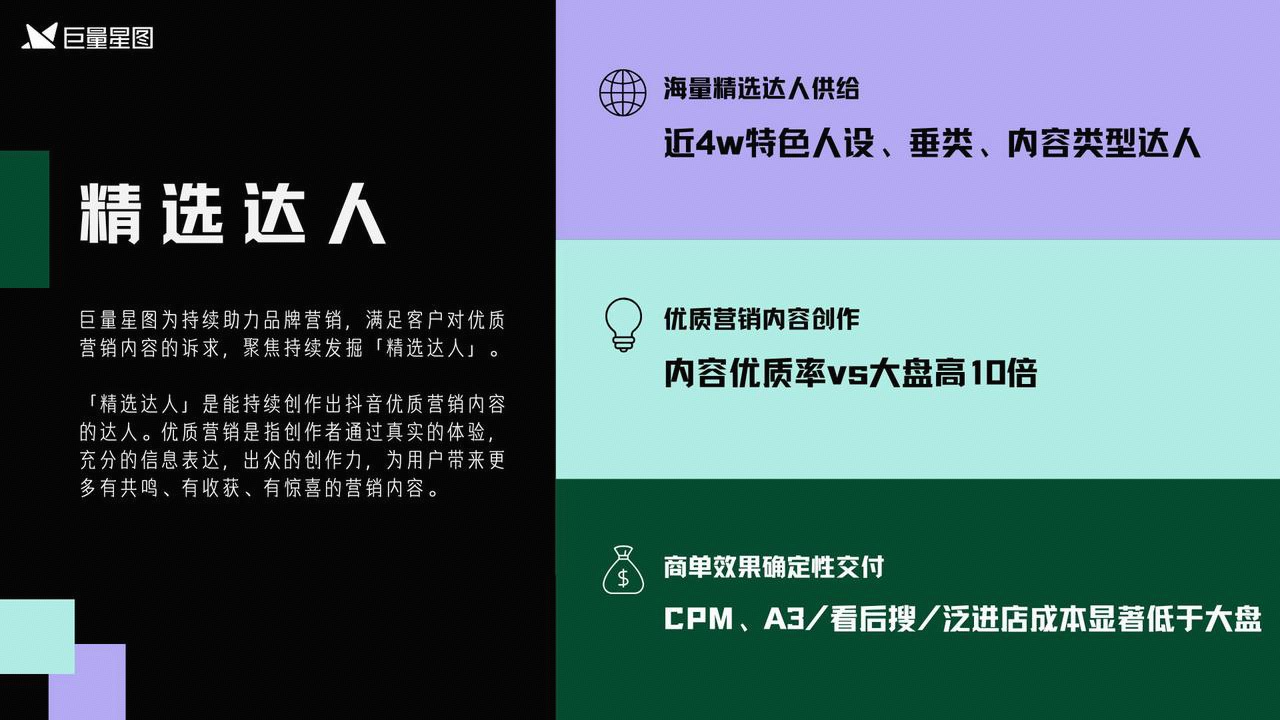 巨量星图
精选达人
巨量星图为持续助力品牌营销，满足客户对优质
营销内容的诉求，聚焦持续发掘「精选达人」。
「精选达人」是能持续创作出抖音优质营销内容
的达人。优质营销是指创作者通过真实的体验，
充分的信息表达，出众的创作力，为用户带来更
多有共鸣、有收获、有惊喜的营销内容。
海量精选达人供给
近4w特色人设、垂类、内容类型达人
优质营销内容创作
内容优质率vs大盘高10倍
$
商单效果确定性交付
CPM、A3/看后搜/泛进店成本显著低于大盘